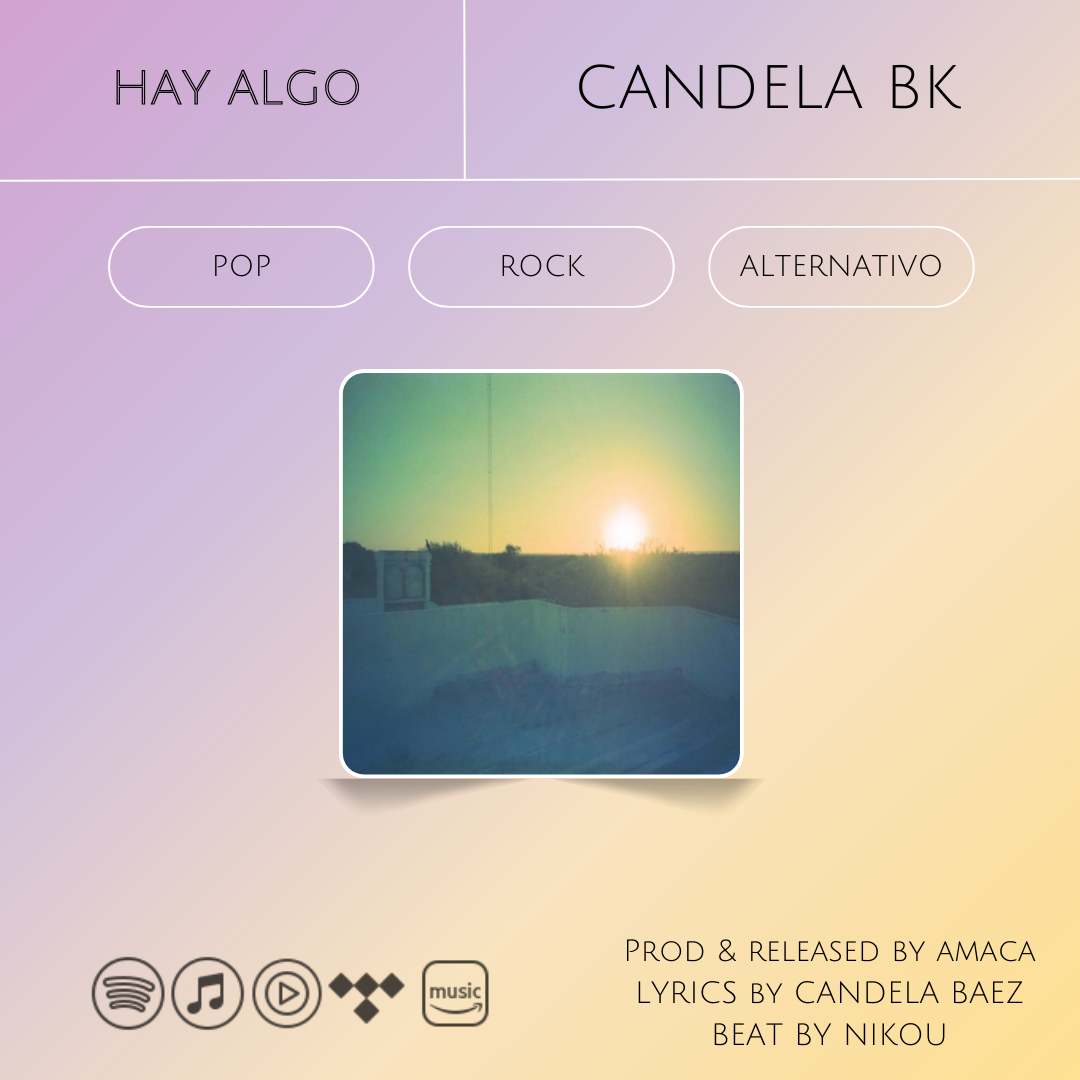 HAY ALGO
CANDELA BK
POP
ROCK
ALTERNATIVO
music
PROD & RELEASED BY AMACA
LYRICS BY CANDELA BAEZ
BEAT BY NIKOU